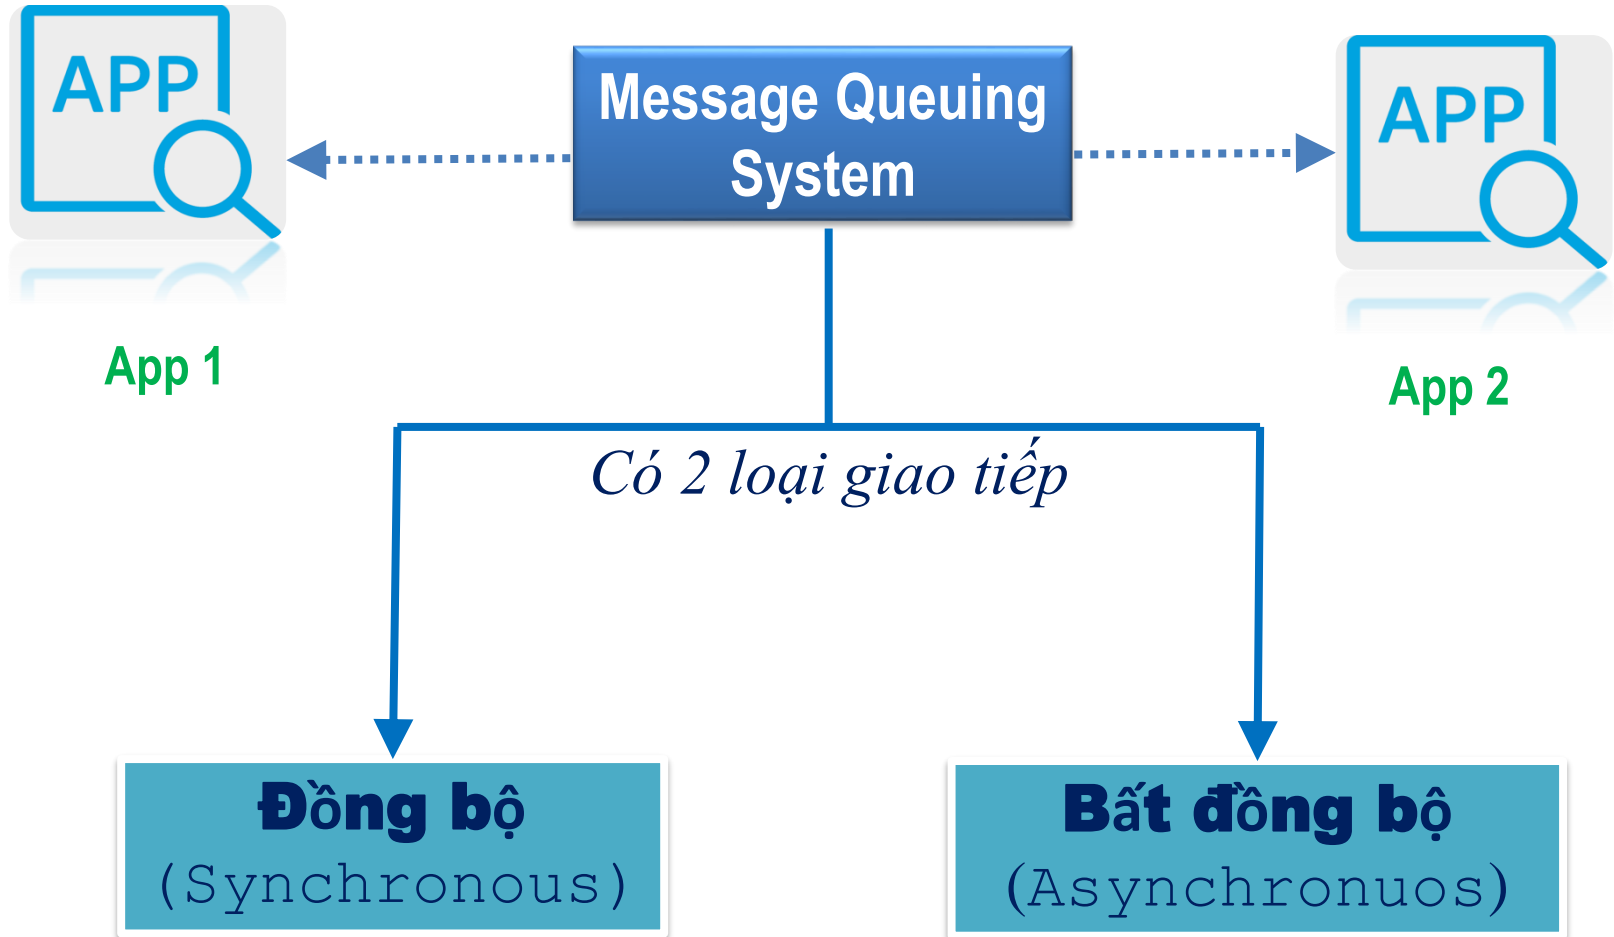 APP
Message Queuing
System
APP
App 1
App 2
Có 2 loại giao tiếp
Đồng bộ
(Synchronous)
Bất đồng bộ
(Asynchronuos)